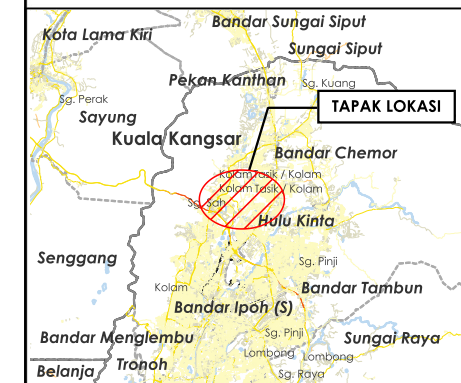 Bandar Sungai Siput
Kota Lama Kiri
Sungai Siput
Pekan Kanthan
Sg. Kuang
Sg. Perak
TAPAK LOKASI
Sayung
Kuala Kangsar
Bandar Chemor
Kolam Tasik / Kolam
Kolam Tasik / Kolam
Sg. Sah
Hulu Kinta
Senggang
Sg. Pinji
Kolam
Bandar Tambun
Bandar Ipoh (S)
Bandar Menglembu
Sg. Pinji
Sungai Raya
Lombong
Lombong
Belanja
Tronoh
Sg. Raya